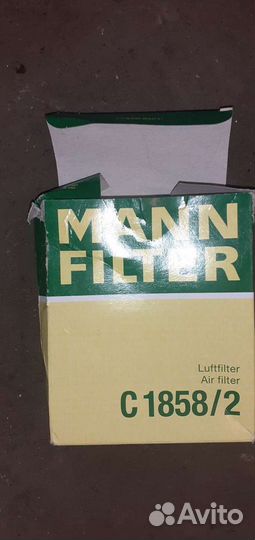 MANN
FILTER
Luftfilter
Air filter
C 1858/2
Avito